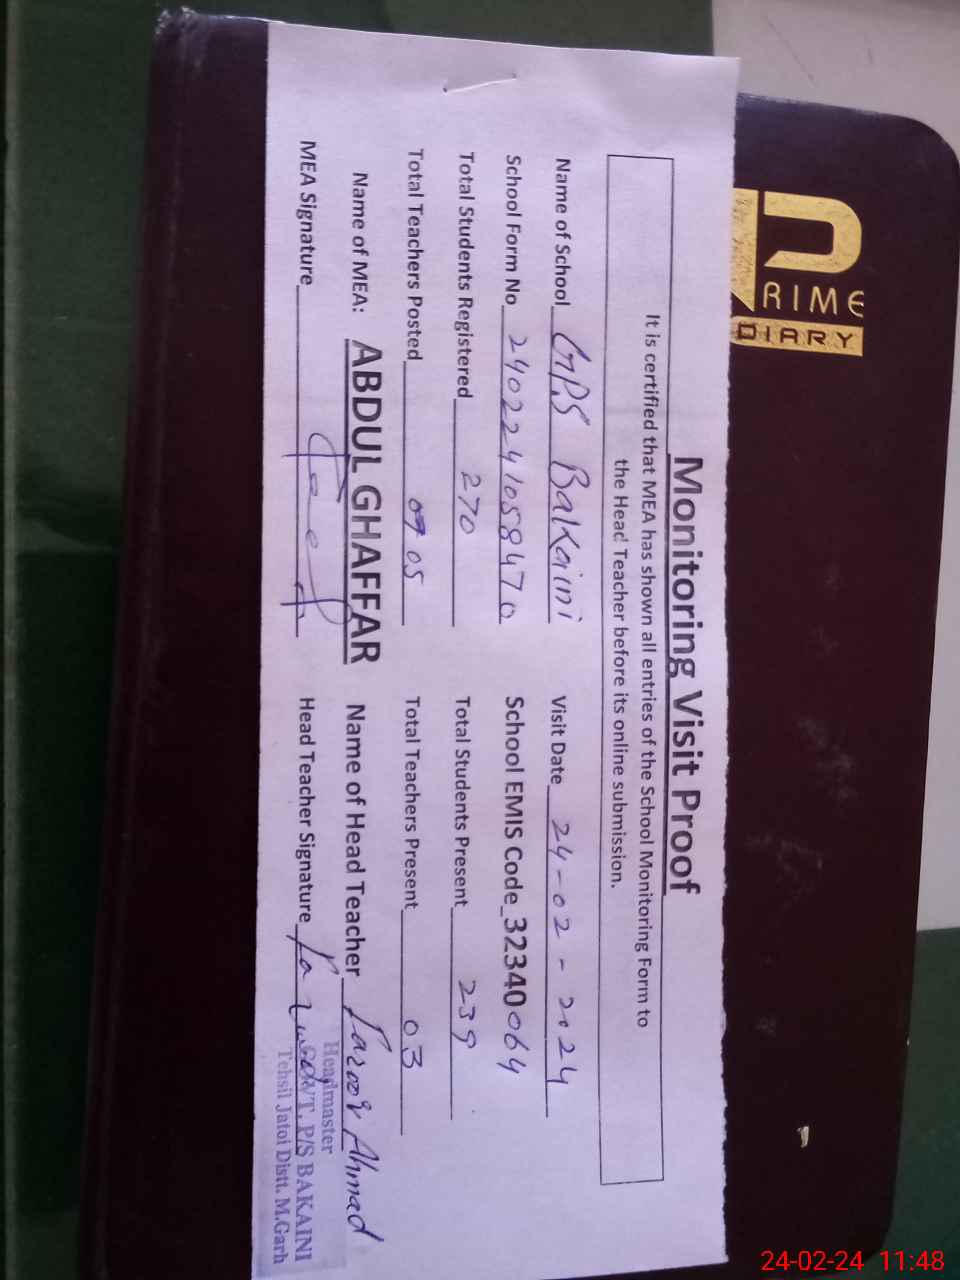 Monitoring Visit Proof
It is certified that MEA has shown all entries of the School Monitoring Form to
the Head Teacher before its online submission.
Name of School GPS Bakaini Visit Date 24-02-2024
School Form No 2402241058470 School EMIS Code 32340064
Total Students Registered 270 Total Students Present 239
Total Teachers Posted 05 Total Teachers Present 03
Name of MEA: ABDUL GHAFFAR Name of Head Teacher Farooq Ahmad
MEA Signature Head Teacher Signature
Headmaster
GOVT. P/S BAKAINI
Tehsil Jatoi Distt. M.Garh
PRIME
DIARY
24-02-24 11:48